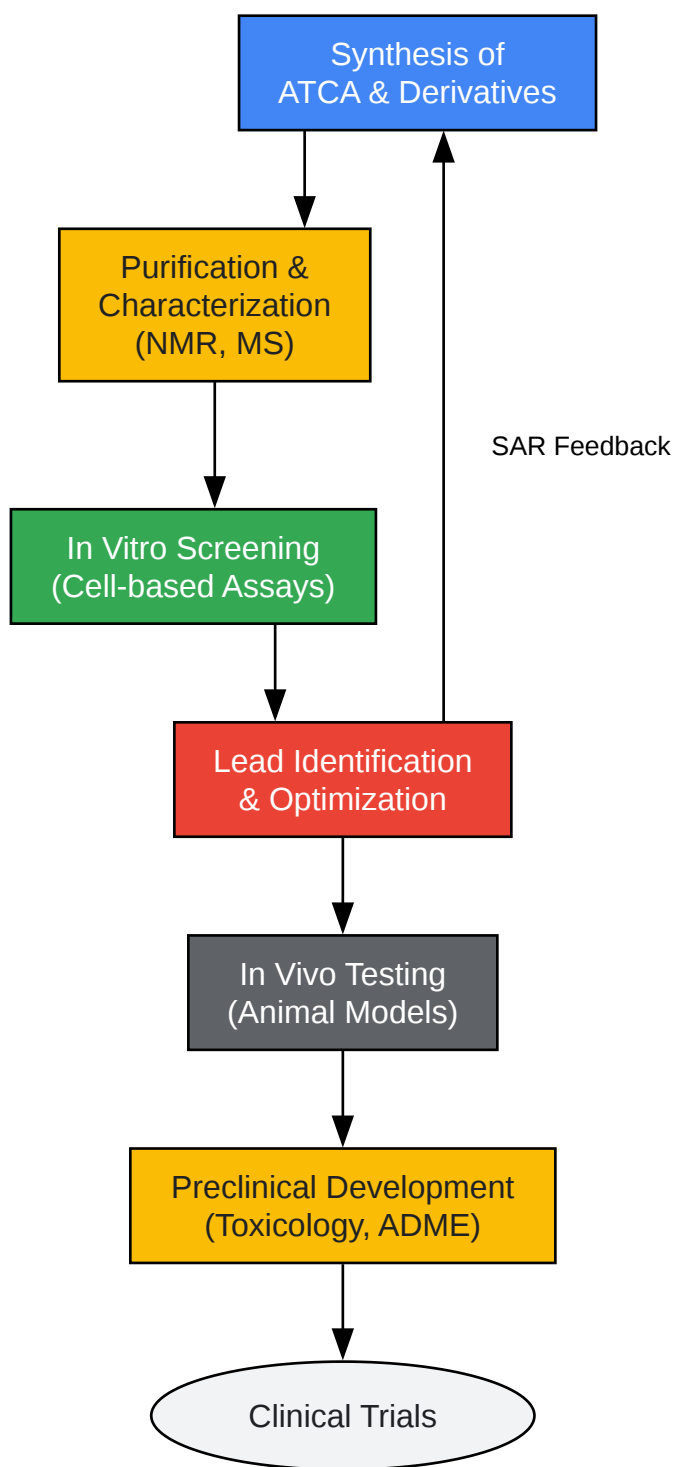 Synthesis of
ATCA & Derivatives
Purification &
Characterization
(NMR, MS)
SAR Feedback
In Vitro Screening
(Cell-based Assays)
Lead Identification
& Optimization
In Vivo Testing
(Animal Models)
Preclinical Development
(Toxicology, ADME)
Clinical Trials